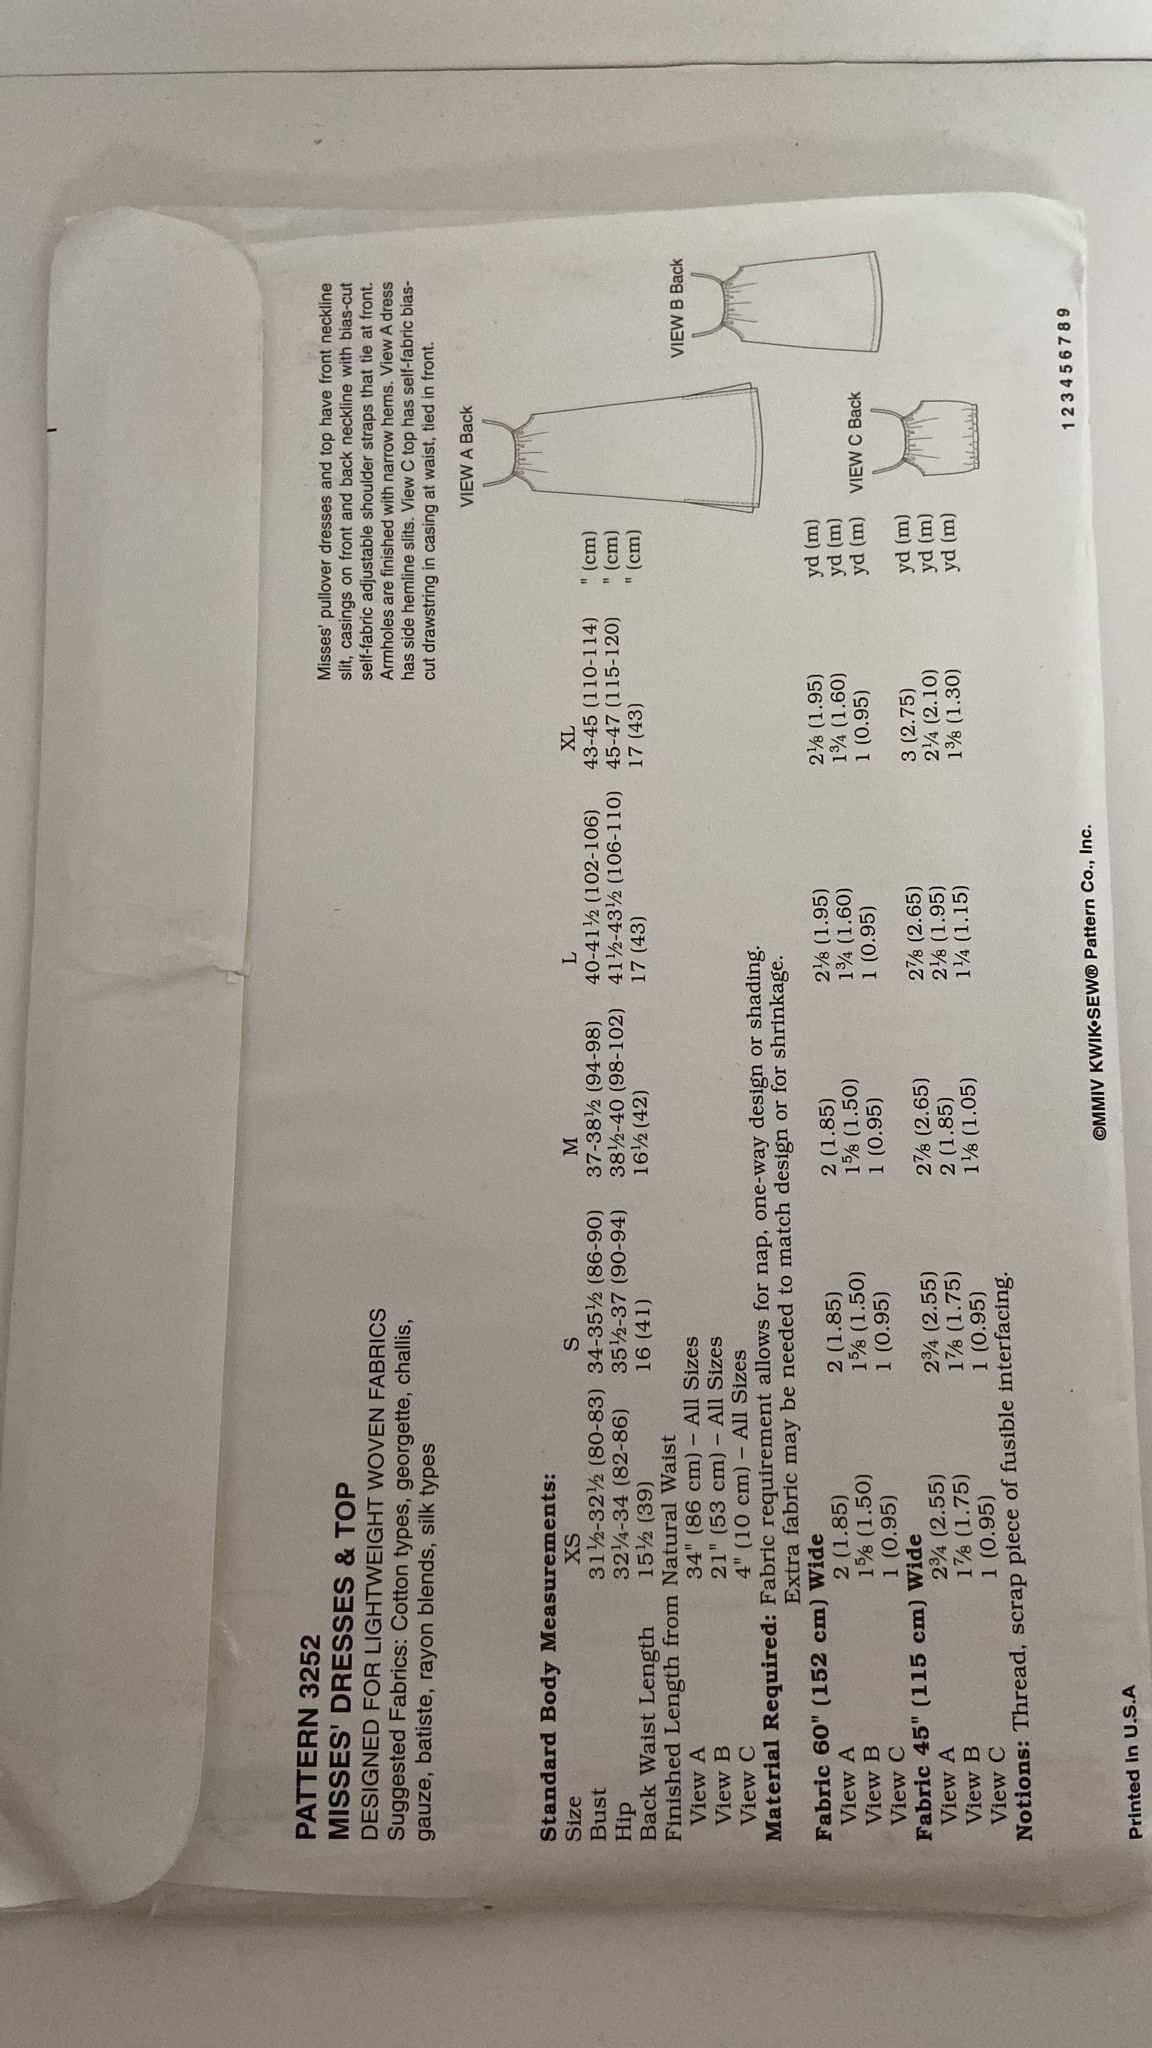 PATTERN 3252
MISSES' DRESSES & TOP
DESIGNED FOR LIGHTWEIGHT WOVEN FABRICS
Suggested Fabrics: Cotton types, georgette, challis,
gauze, batiste, rayon blends, silk types
Misses' pullover dresses and top have front neckline
slit, casings on front and back neckline with bias-cut
self-fabric adjustable shoulder straps that tie at front.
Armholes are finished with narrow hems. View A dress
has side hemline slits. View C top has self-fabric bias-
cut drawstring in casing at waist, tied in front.
VIEW A Back
VIEW B Back
VIEW C Back
Standard Body Measurements:
Size XS S M L XL
Bust 31½-32½ (80-83) 34-35½ (86-90) 37-38½ (94-98) 40-41½ (102-106) 43-45 (110-114) " (cm)
Hip 32¼-34 (82-86) 35½-37 (90-94) 38½-40 (98-102) 41½-43½ (106-110) 45-47 (115-120) " (cm)
Back Waist Length 15½ (39) 16 (41) 16½ (42) 17 (43) 17 (43) " (cm)
Finished Length from Natural Waist
View A 34" (86 cm) – All Sizes
View B 21" (53 cm) – All Sizes
View C 4" (10 cm) – All Sizes
Material Required: Fabric requirement allows for nap, one-way design or shading.
Extra fabric may be needed to match design or for shrinkage.
Fabric 60" (152 cm) Wide
View A 2 (1.85) 2 (1.85) 2 (1.85) 2⅛ (1.95) 2⅛ (1.95) yd (m)
View B 1⅝ (1.50) 1⅝ (1.50) 1⅝ (1.50) 1¾ (1.60) 1¾ (1.60) yd (m)
View C 1 (0.95) 1 (0.95) 1 (0.95) 1 (0.95) 1 (0.95) yd (m)
Fabric 45" (115 cm) Wide
View A 2¾ (2.55) 2¾ (2.55) 2⅞ (2.65) 2⅞ (2.65) 3 (2.75) yd (m)
View B 1⅞ (1.75) 1⅞ (1.75) 2 (1.85) 2⅛ (1.95) 2¼ (2.10) yd (m)
View C 1 (0.95) 1 (0.95) 1⅛ (1.05) 1¼ (1.15) 1⅜ (1.30) yd (m)
Notions: Thread, scrap piece of fusible interfacing.
1 2 3 4 5 6 7 8 9
©MMIV KWIK•SEW® Pattern Co., Inc.
Printed in U.S.A